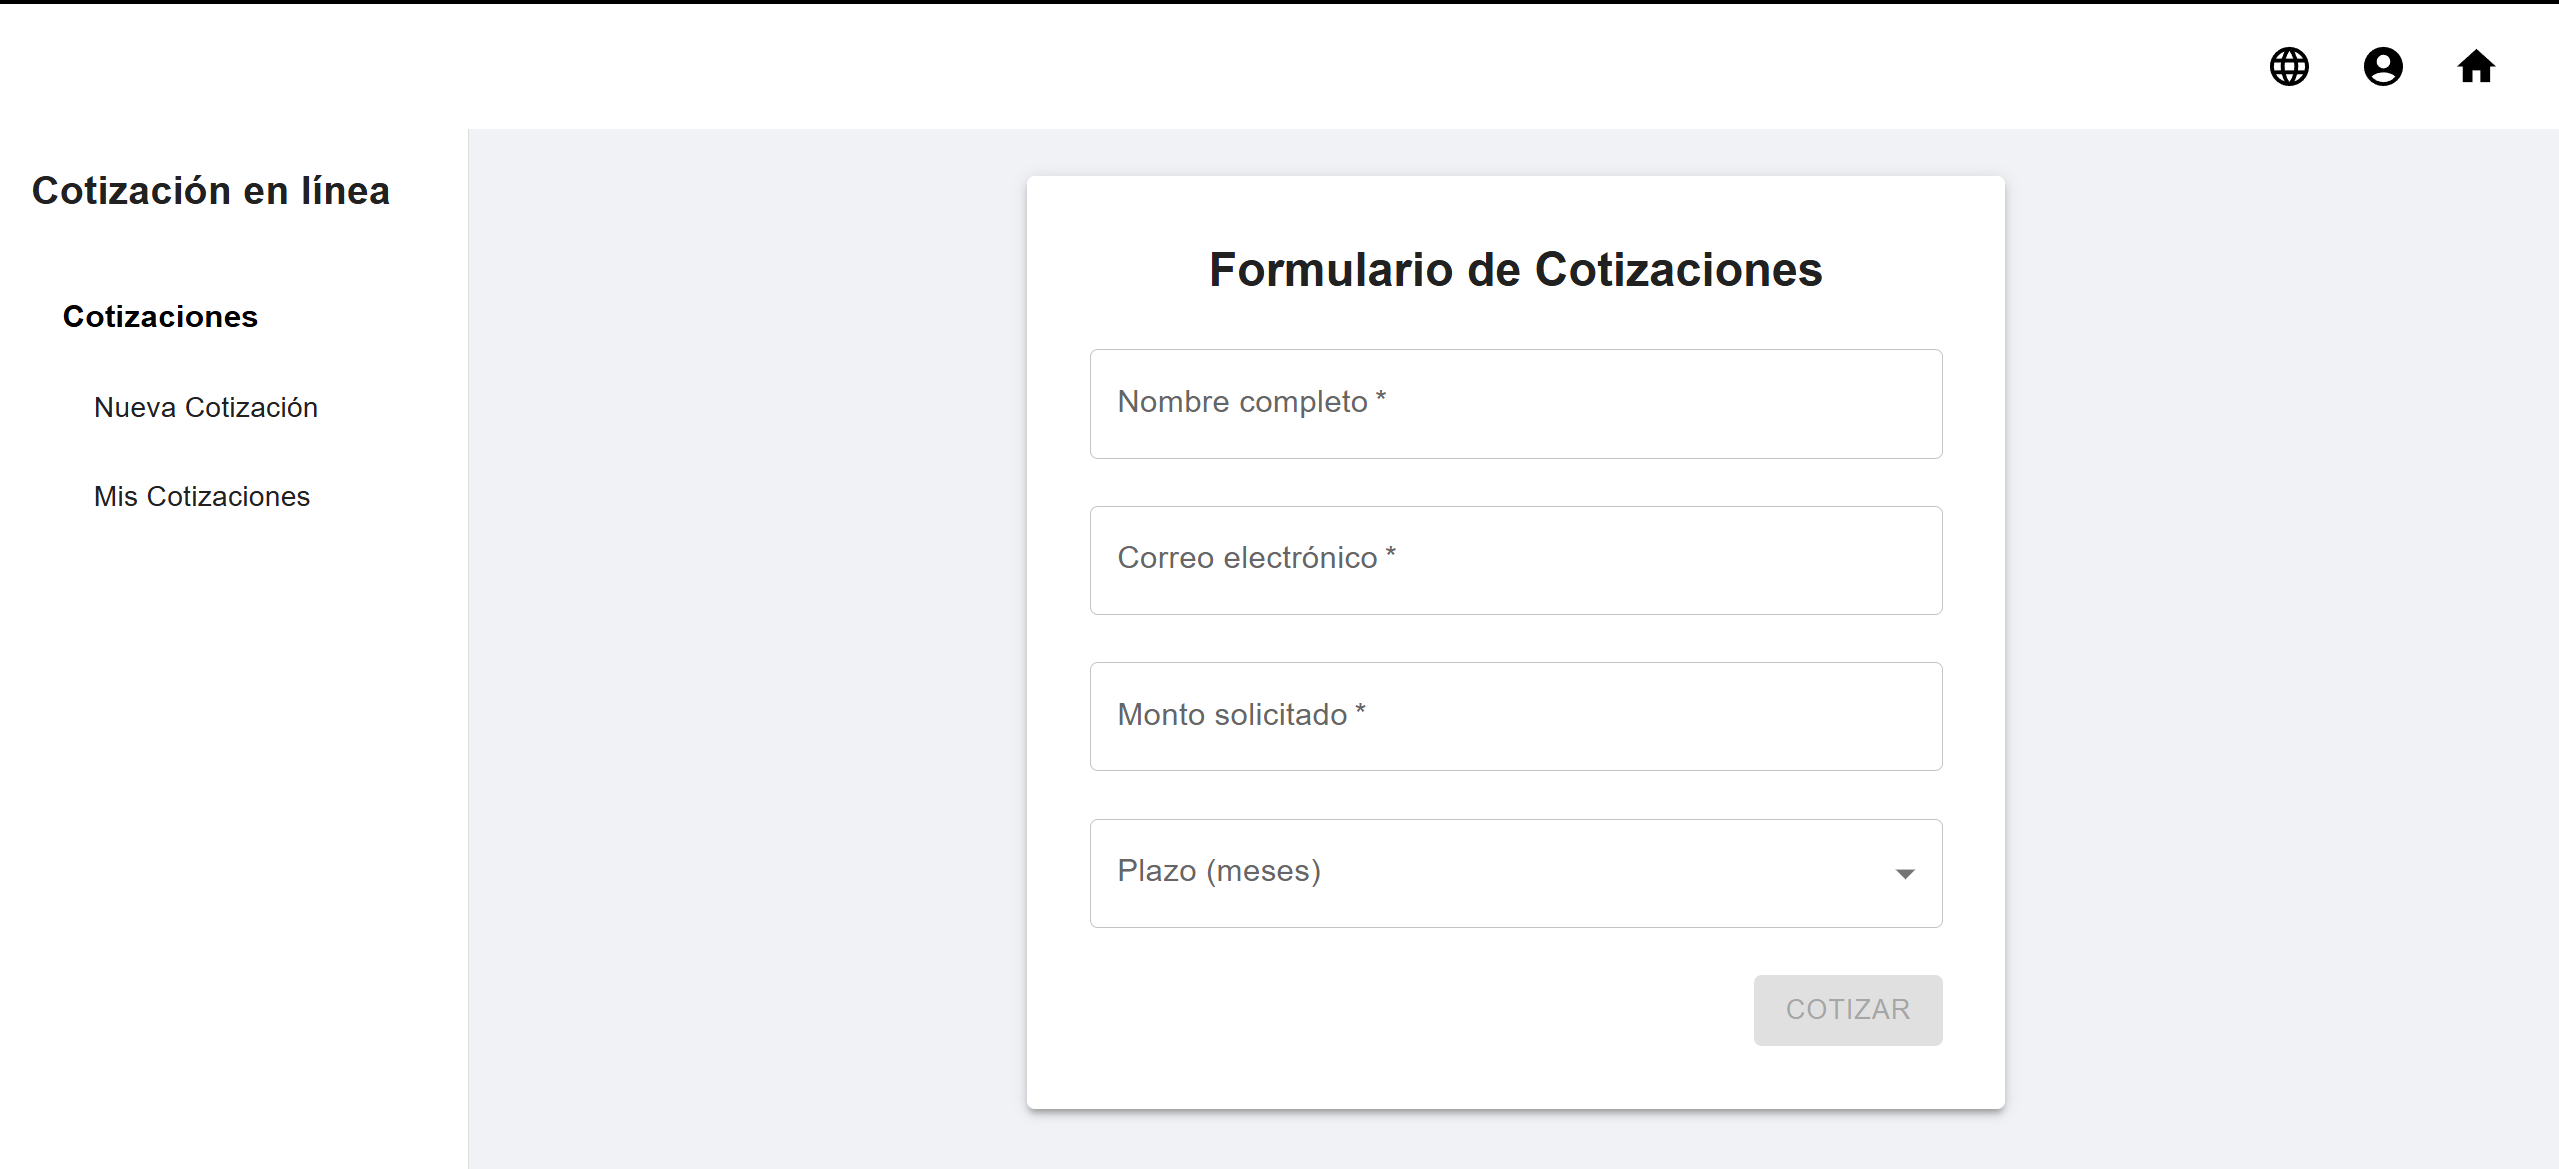 Cotización en línea
Cotizaciones
Nueva Cotización
Mis Cotizaciones
Formulario de Cotizaciones
Nombre completo *
Correo electrónico *
Monto solicitado *
Plazo (meses)
COTIZAR